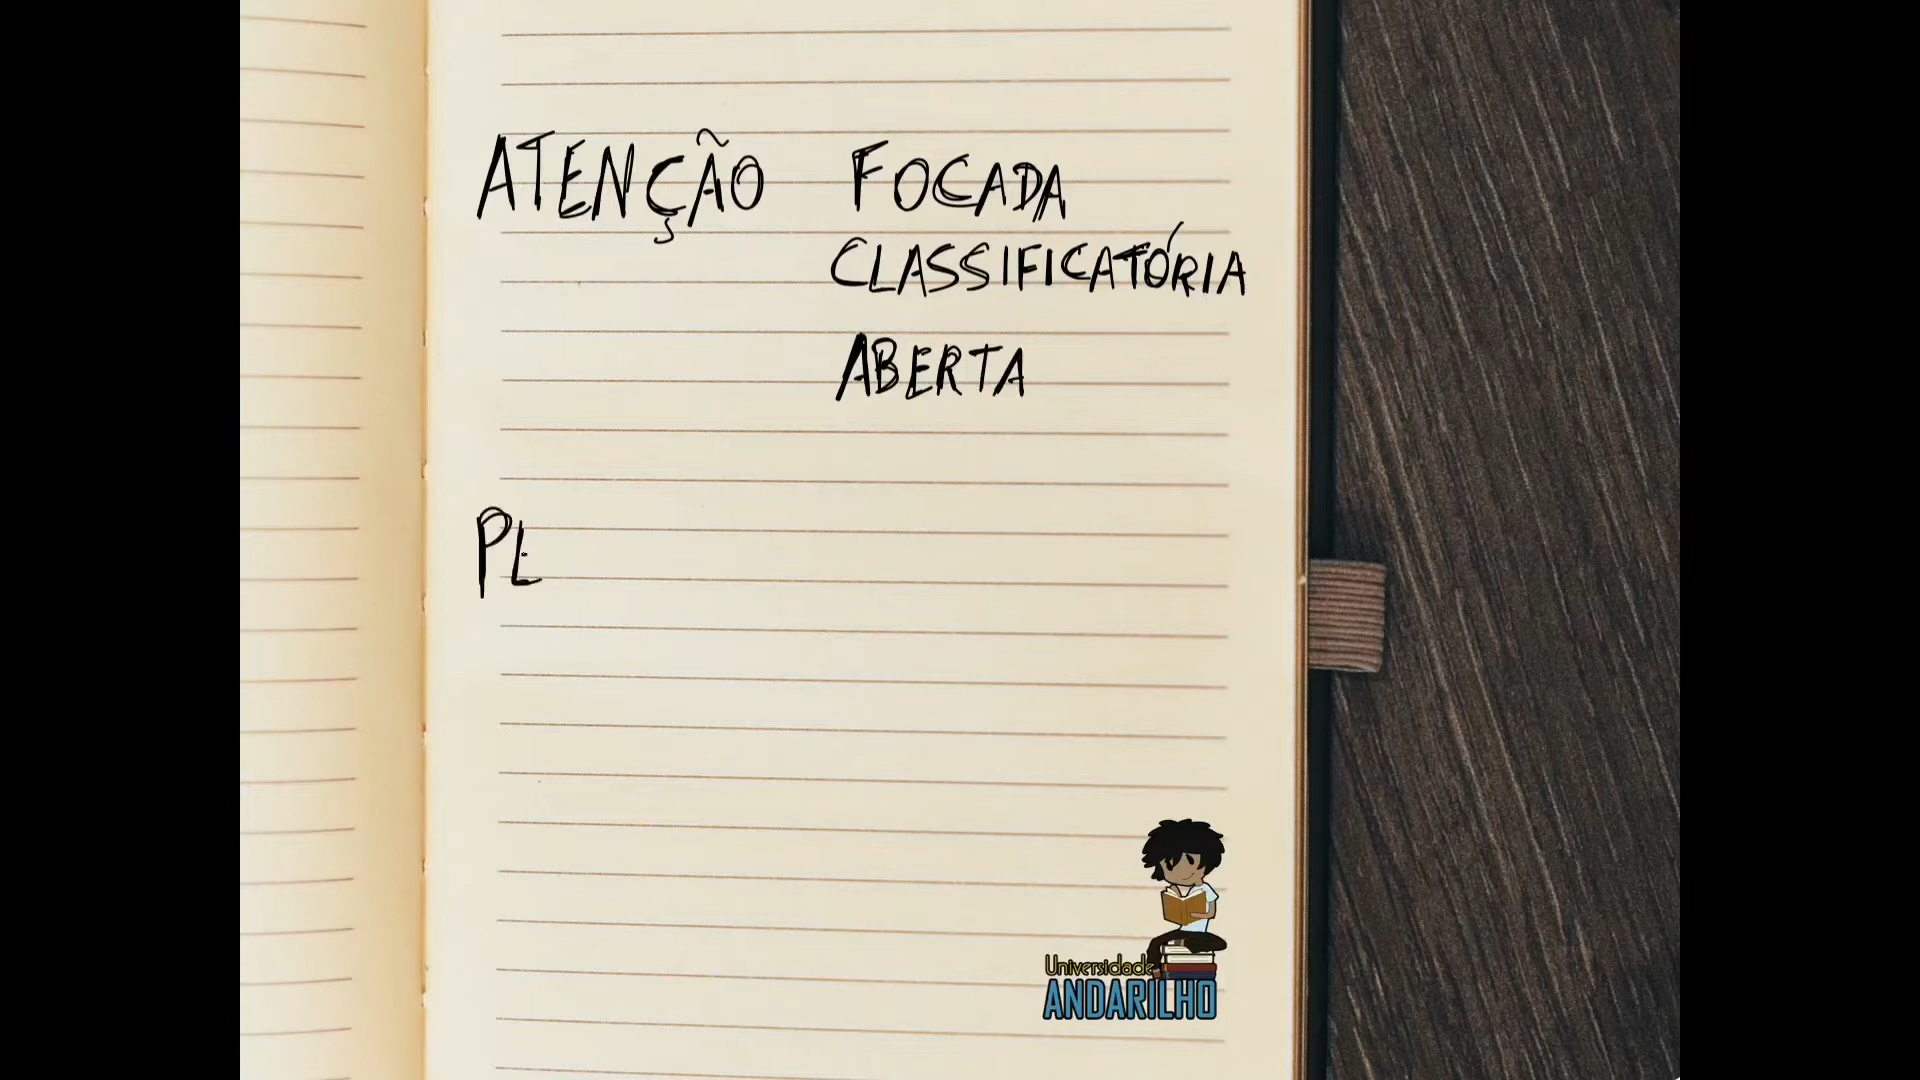 ATENÇÃO FOCADA
CLASSIFICATÓRIA
ABERTA
PL
Universidade
ANDARILHO